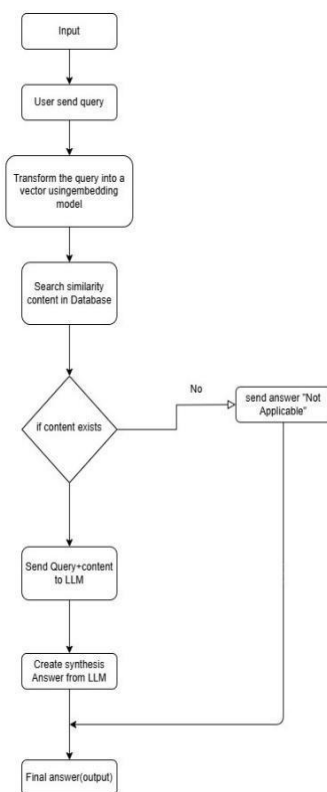 Input
User send query
Transform the query into a
vector usingembedding
model
Search similarity
content in Database
No
send answer "Not
Applicable"
if content exists
Send Query+content
to LLM
Create synthesis
Answer from LLM
Final answer(output)